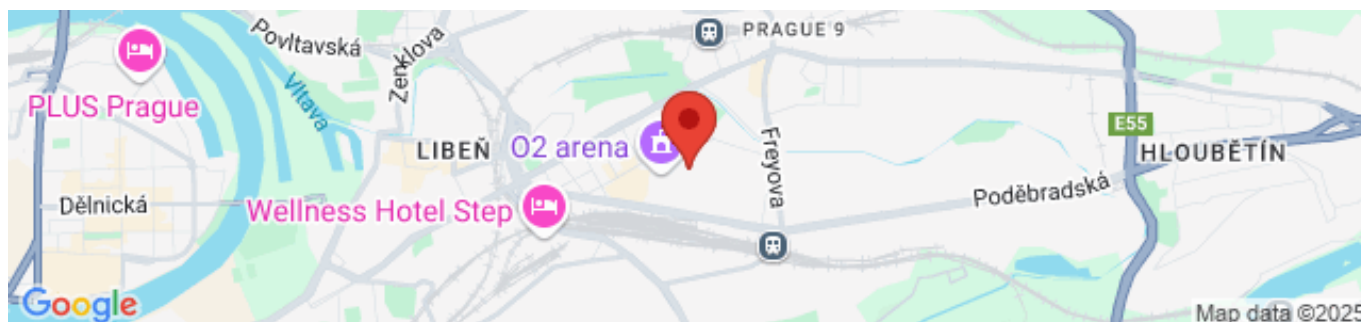 Povltavská
Zenklova
PRAGUE 9
PLUS Prague
Vltava
LIBEŇ
O2 arena
Freyova
E55
HLOUBĚTÍN
Dělnická
Wellness Hotel Step
Poděbradská
Google
Map data ©2025